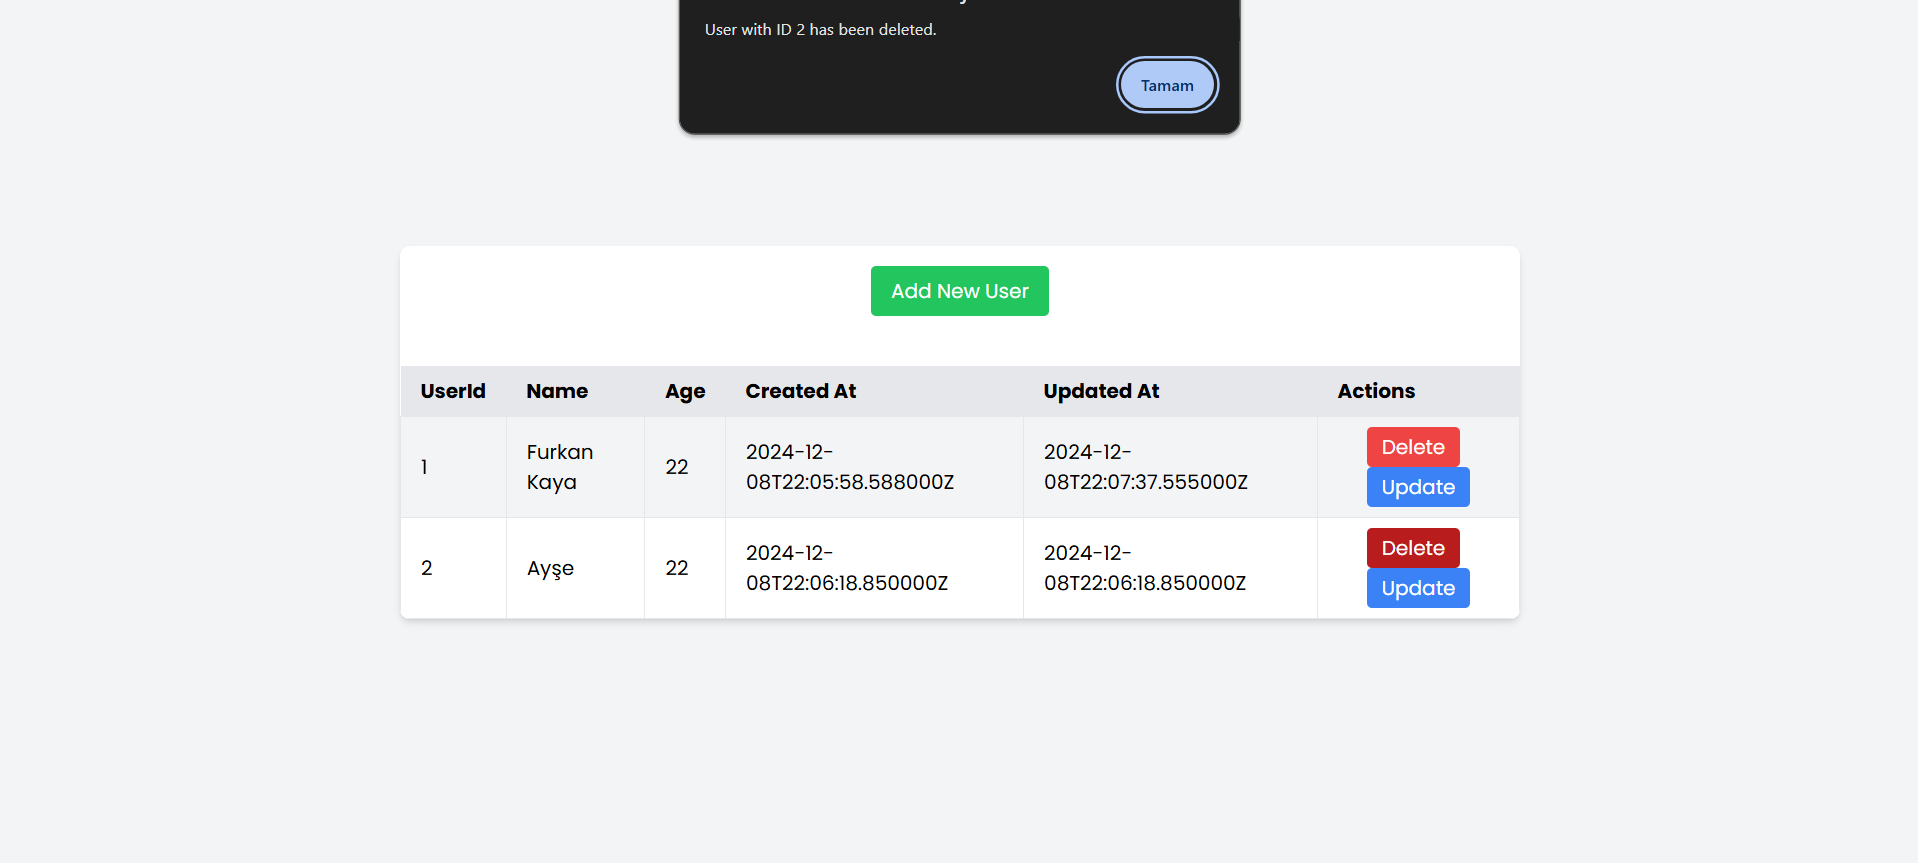 User with ID 2 has been deleted.
Tamam
Add New User
UserId Name Age Created At Updated At Actions
1 Furkan Kaya 22 2024-12-08T22:05:58.588000Z 2024-12-08T22:07:37.555000Z Delete
Update
2 Ayşe 22 2024-12-08T22:06:18.850000Z 2024-12-08T22:06:18.850000Z Delete
Update